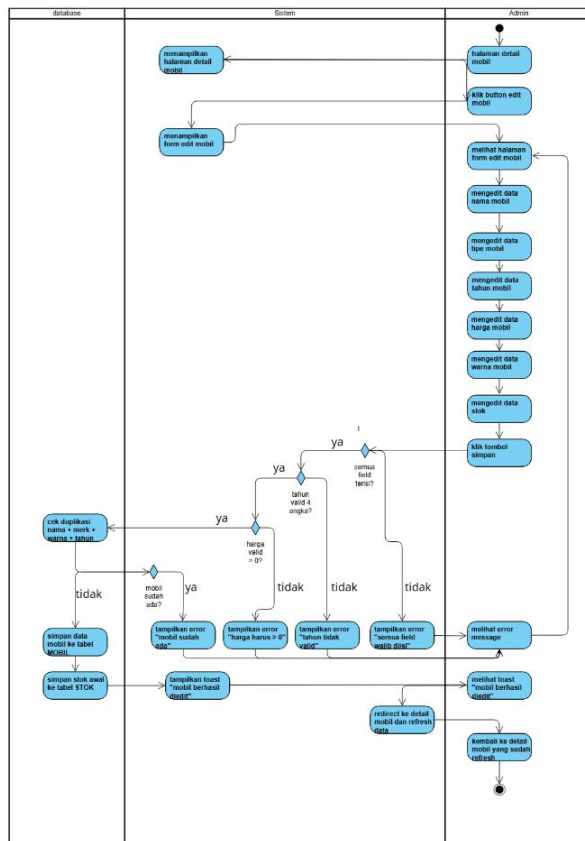 database
Sistem
Admin
menampilkan
halaman detail
mobil
halaman detail
mobil
klik button edit
mobil
menampilkan
form edit mobil
melihat halaman
form edit mobil
mengedit data
nama mobil
mengedit data
tipe mobil
mengedit data
tahun mobil
mengedit data
harga mobil
mengedit data
warna mobil
mengedit data
stok
klik tombol
simpan
ya
semua
field
terisi?
ya
tahun
valid 4
angka?
ya
harga
valid
> 0?
cek duplikasi
nama + merk +
warna + tahun
tidak
mobil
sudah
ada?
ya
tidak
tidak
tidak
simpan data
mobil ke tabel
MOBIL
tampilkan error
"mobil sudah
ada"
tampilkan error
"harga harus > 0"
tampilkan error
"tahun tidak
valid"
tampilkan error
"semua field
wajib diisi"
melihat error
message
simpan stok awal
ke tabel STOK
tampilkan toast
"mobil berhasil
diedit"
melihat toast
"mobil berhasil
diedit"
redirect ke detail
mobil dan refresh
data
kembali ke detail
mobil yang sudah
refresh